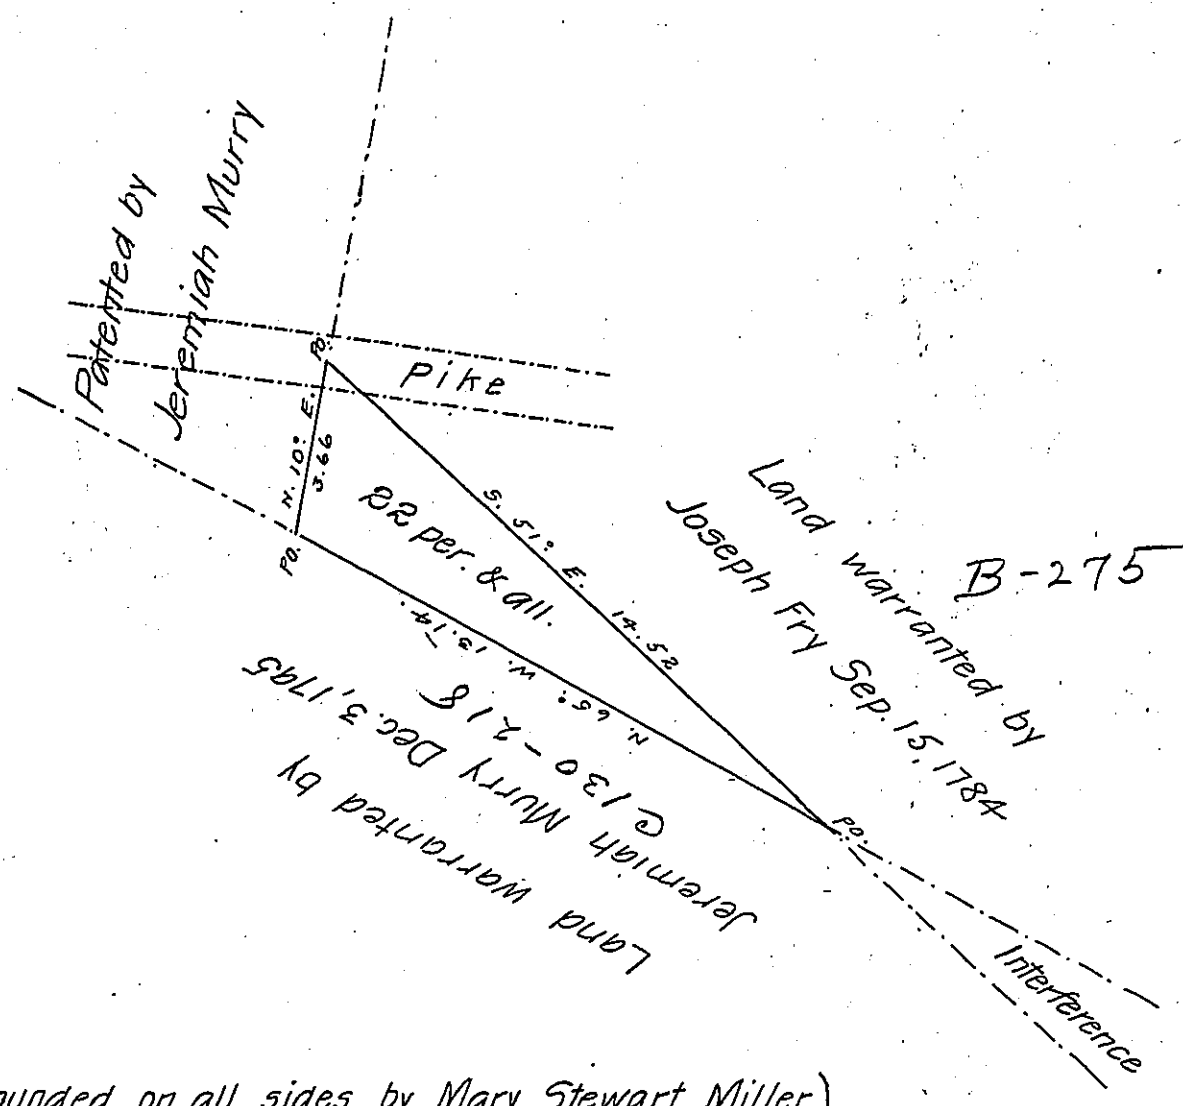 Patented by
Jeremiah Murry
Pike
PO.
N. 10° E.
3.66
PO.
22 per. & all.
S. 51° E. 14.52
N. 65° W. 13.14.
PO.
Land warranted by
Joseph Fry Sep. 15, 1784
B-275
Land warranted by
Jeremiah Murry Dec. 3, 1795
C 130-218
Interference
ounded on all sides by Mary Stewart Miller)